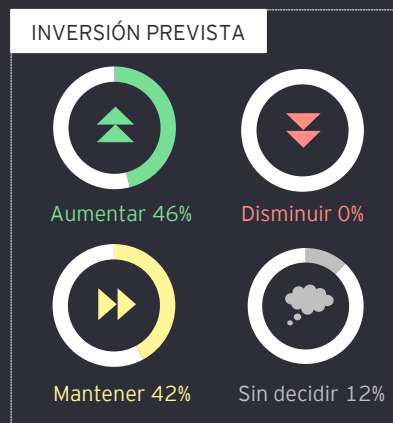 INVERSIÓN PREVISTA
Aumentar 46%
Disminuir 0%
Mantener 42%
Sin decidir 12%